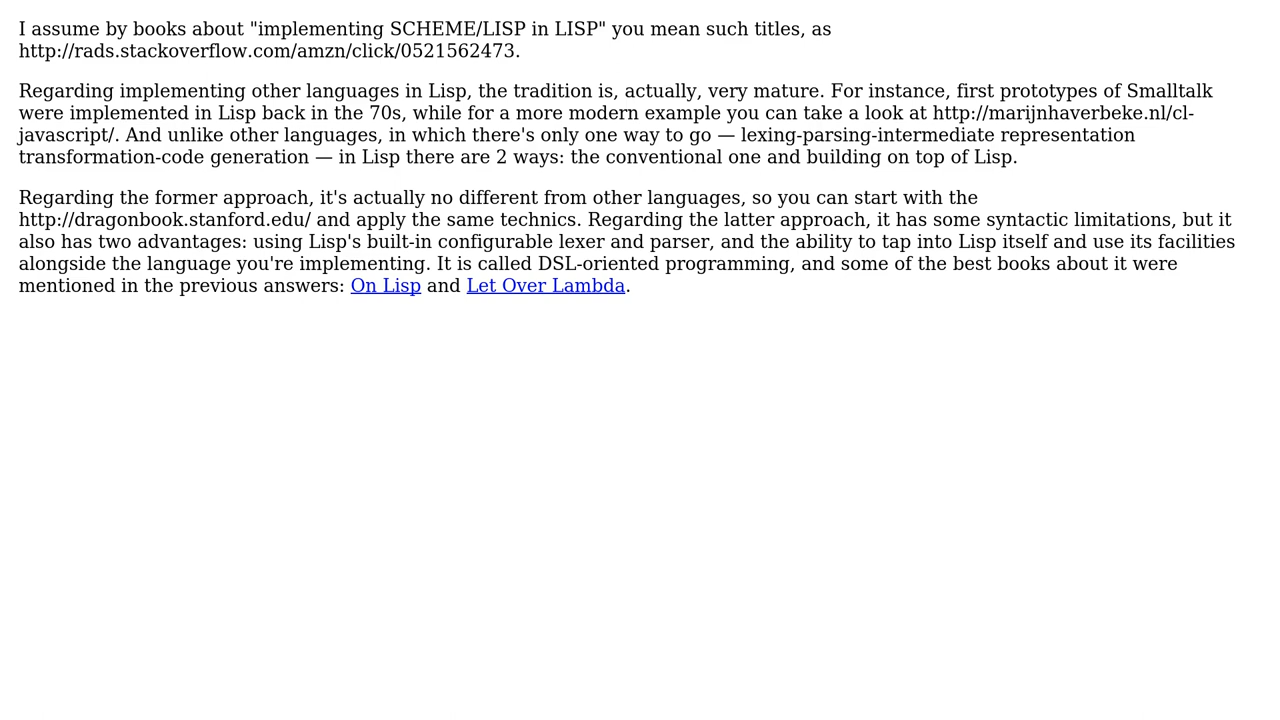 I assume by books about "implementing SCHEME/LISP in LISP" you mean such titles, as
http://rads.stackoverflow.com/amzn/click/0521562473.
Regarding implementing other languages in Lisp, the tradition is, actually, very mature. For instance, first prototypes of Smalltalk
were implemented in Lisp back in the 70s, while for a more modern example you can take a look at http://marijnhaverbeke.nl/cl-
javascript/. And unlike other languages, in which there's only one way to go — lexing-parsing-intermediate representation
transformation-code generation — in Lisp there are 2 ways: the conventional one and building on top of Lisp.
Regarding the former approach, it's actually no different from other languages, so you can start with the
http://dragonbook.stanford.edu/ and apply the same technics. Regarding the latter approach, it has some syntactic limitations, but it
also has two advantages: using Lisp's built-in configurable lexer and parser, and the ability to tap into Lisp itself and use its facilities
alongside the language you're implementing. It is called DSL-oriented programming, and some of the best books about it were
mentioned in the previous answers: On Lisp and Let Over Lambda.